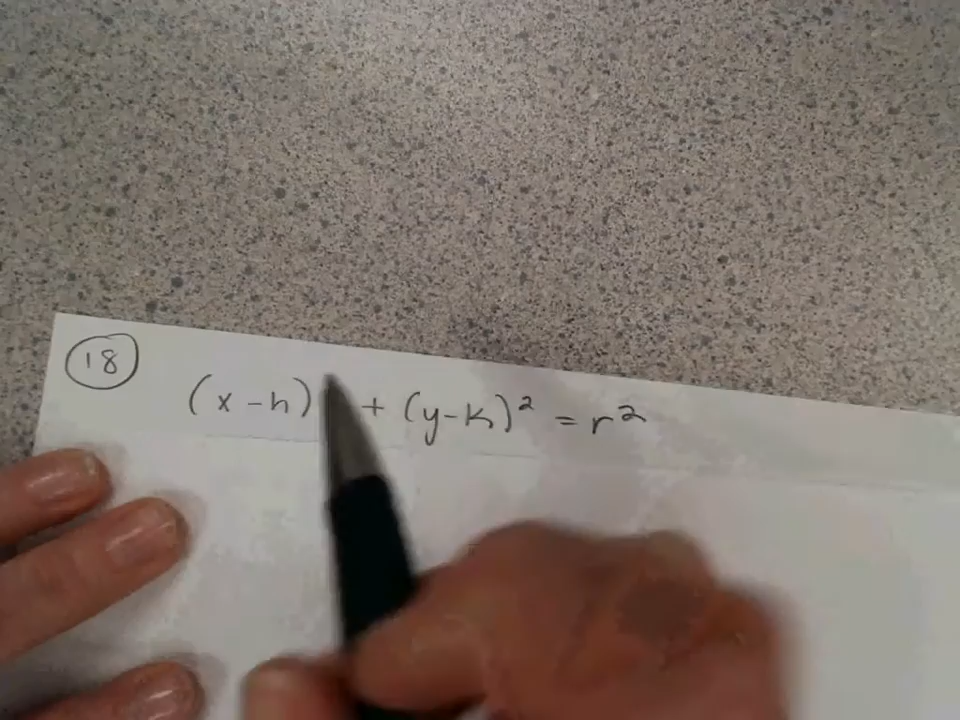 18 (x-h) + (y-k)² = r²